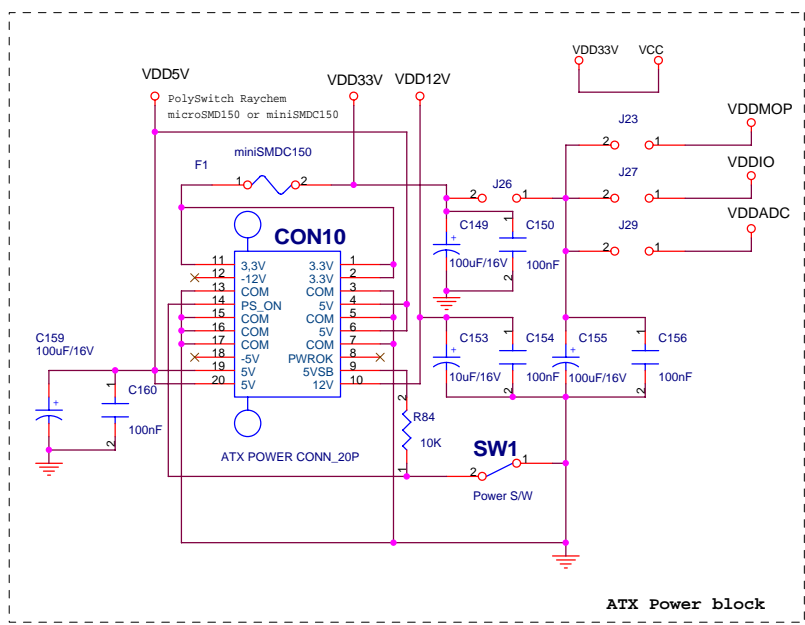 VDD33V VCC
VDD5V VDD33V VDD12V
PolySwitch Raychem
microSMD150 or miniSMDC150
VDDMOP
J23
2 1
miniSMDC150
F1
1 2
VDDIO
J26 J27
2 1 2 1
VDDADC
J29
2 1
C149 C150
1
+
100uF/16V 100nF
2
CON10
11 3,3V 3.3V 1
12 -12V 3.3V 2
13 COM COM 3
14 PS_ON 5V 4
15 COM COM 5
16 COM 5V 6
17 COM COM 7
18 -5V PWROK 8
19 5V 5VSB 9
20 5V 12V 10
C159
100uF/16V
+
C160
1
100nF
2
C153 C154 C155 C156
+ 1 + 1
10uF/16V 100nF 100uF/16V 100nF
2 2
2
R84
10K
1
ATX POWER CONN_20P
SW1
2 1
Power S/W
ATX Power block